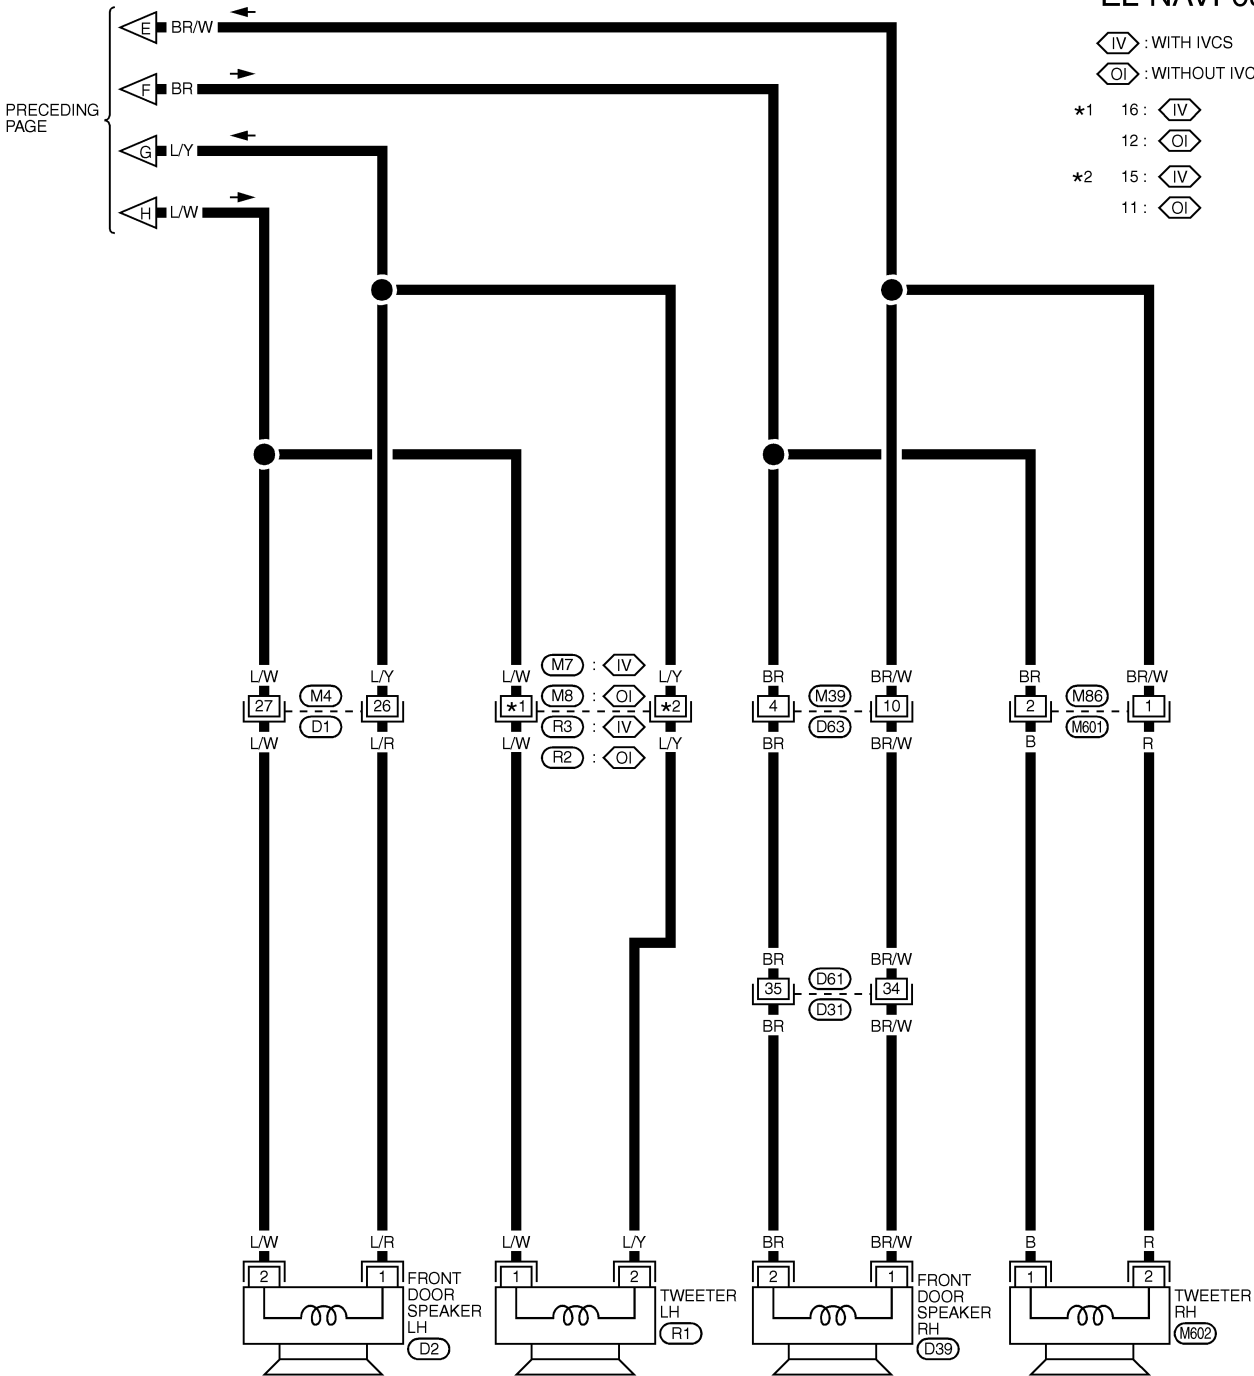 EL-NAVI-
E BR/W
IV : WITH IVCS
OI : WITHOUT
F BR
PRECEDING
PAGE
*1 16 : IV
12 : OI
G L/Y
*2 15 : IV
11 : OI
H L/W
M7 : IV
L/W L/Y L/W L/Y BR BR/W BR BR/W
M4 M8 : OI M39 M86
27 26 *1 *2 4 10 2 1
D1 R3 : IV D63 M601
L/W L/R L/W L/Y BR BR/W B R
R2 : OI
BR BR/W
D61
35 34
D31
BR BR/W
L/W L/R L/W L/Y BR BR/W B R
2 1 1 2 2 1 1 2
FRONT
DOOR
SPEAKER
LH
D2
TWEETER
LH
R1
FRONT
DOOR
SPEAKER
RH
D39
TWEETER
RH
M602